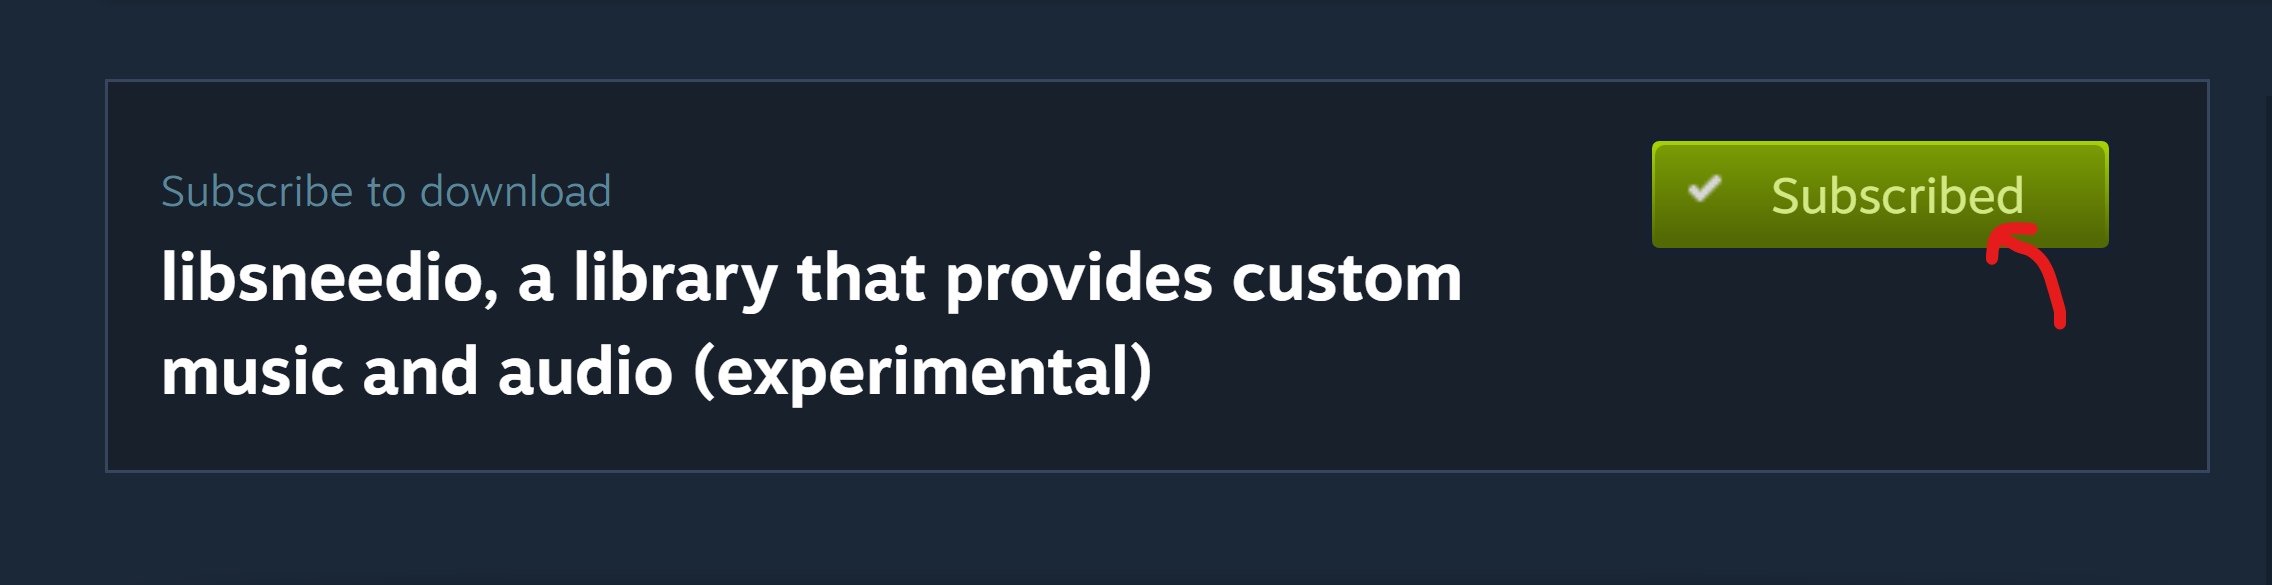 Subscribe to download
Subscribed
libsneedio, a library that provides custom
music and audio (experimental)